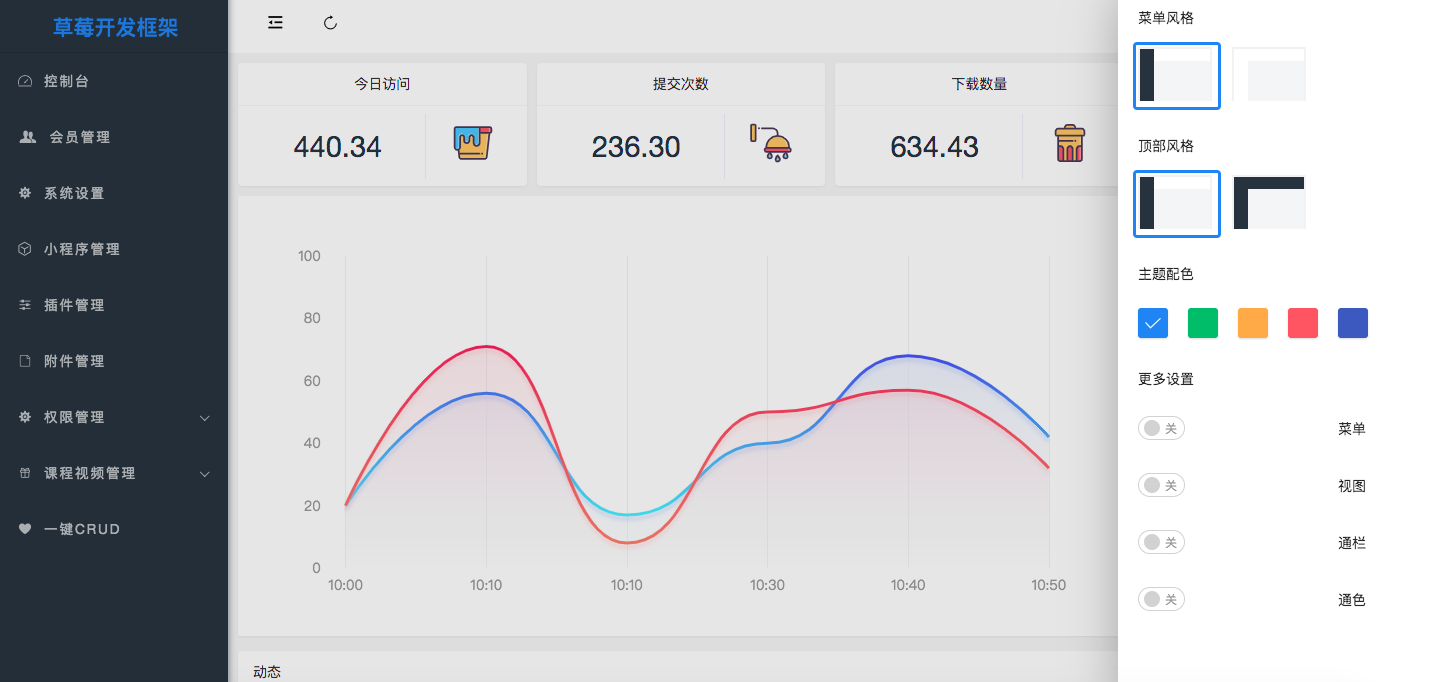 草莓开发框架
控制台
会员管理
系统设置
小程序管理
插件管理
附件管理
权限管理
课程视频管理
一键CRUD
今日访问
440.34
提交次数
236.30
下载数量
634.43
100
80
60
40
20
0
10:00 10:10 10:10 10:30 10:40 10:50
动态
菜单风格
顶部风格
主题配色
更多设置
关 菜单
关 视图
关 通栏
关 通色